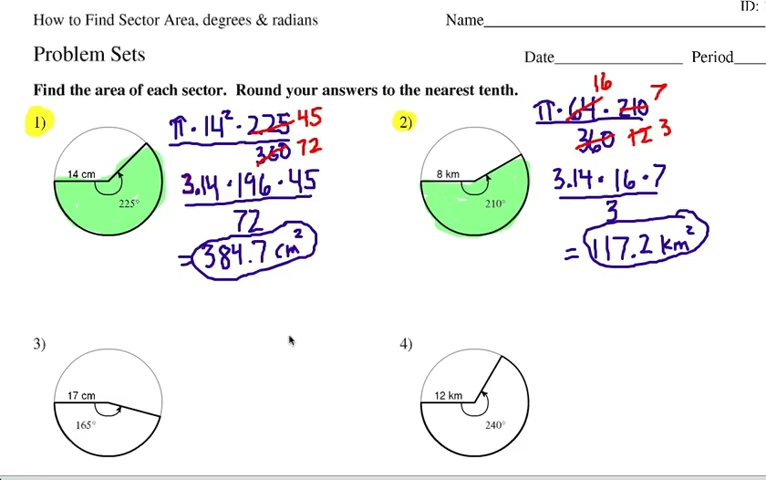 ID:
How to Find Sector Area, degrees & radians
Name
Problem Sets
Date
Period
Find the area of each sector. Round your answers to the nearest tenth.
1)
14 cm
225°
π · 14² · 225 45
360 72
3.14 · 196 · 45
72
= 384.7 cm²
2)
8 km
210°
16 7
π · 64 · 210
360 12 3
3.14 · 16 · 7
3
= 117.2 km²
3)
17 cm
165°
4)
12 km
240°